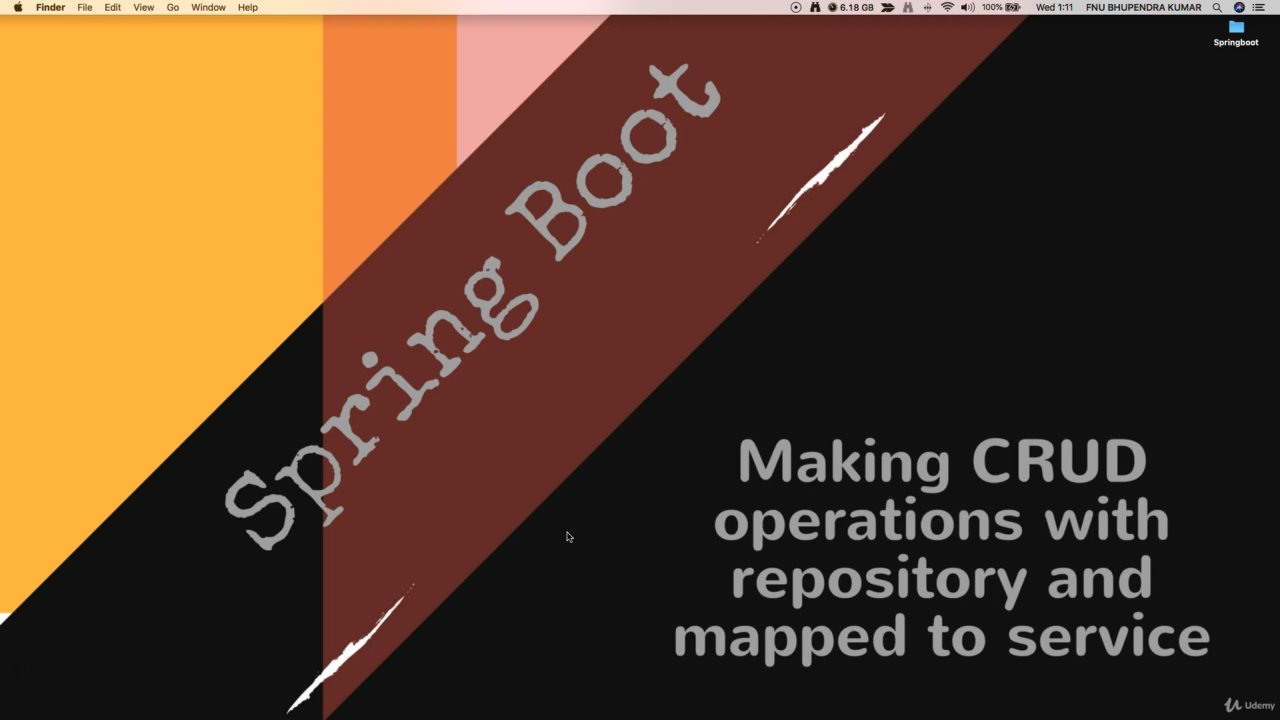 Finder File Edit View Go Window Help 6.18 GB 100% Wed 1:11 FNU BHUPENDRA KUMAR
Springboot
Spring Boot
Making CRUD
operations with
repository and
mapped to service
Udemy